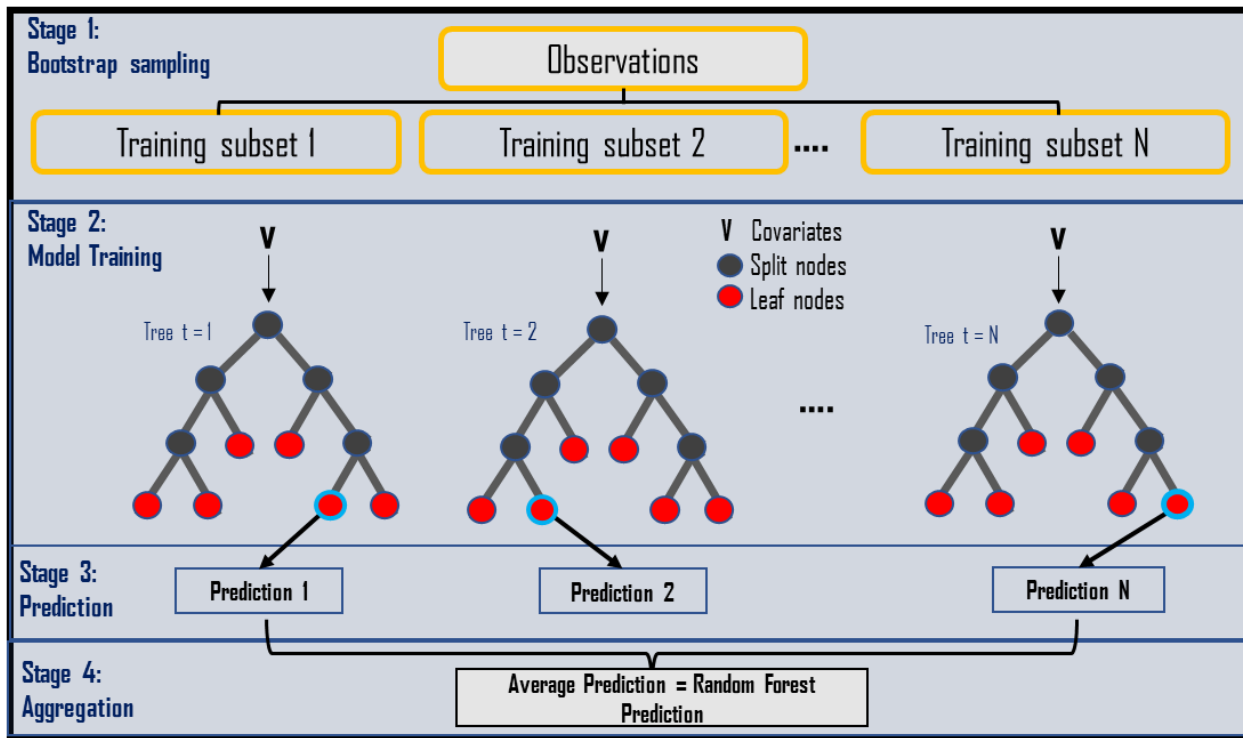 Stage 1:
Bootstrap sampling
Observations
Training subset 1
Training subset 2
....
Training subset N
Stage 2:
Model Training
V
V
V Covariates
Split nodes
Leaf nodes
V
Tree t = 1
Tree t = 2
Tree t = N
....
Stage 3:
Prediction
Prediction 1
Prediction 2
Prediction N
Stage 4:
Aggregation
Average Prediction = Random Forest
Prediction